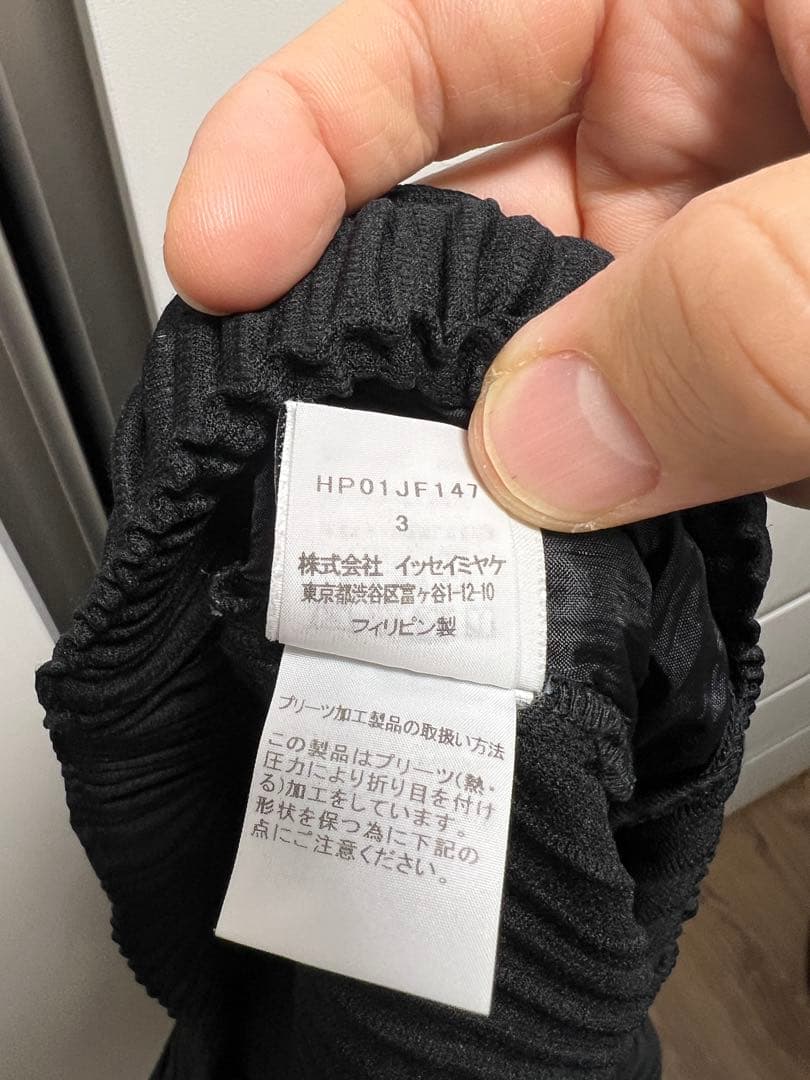 HP01JF147
3
株式会社 イッセイミヤケ
東京都渋谷区富ヶ谷1-12-10
フィリピン製
プリーツ加工製品の取扱い方法
この製品はプリーツ(熱・
圧力により折り目を付け
る)加工をしています。
形状を保つ為に下記の
点にご注意ください。